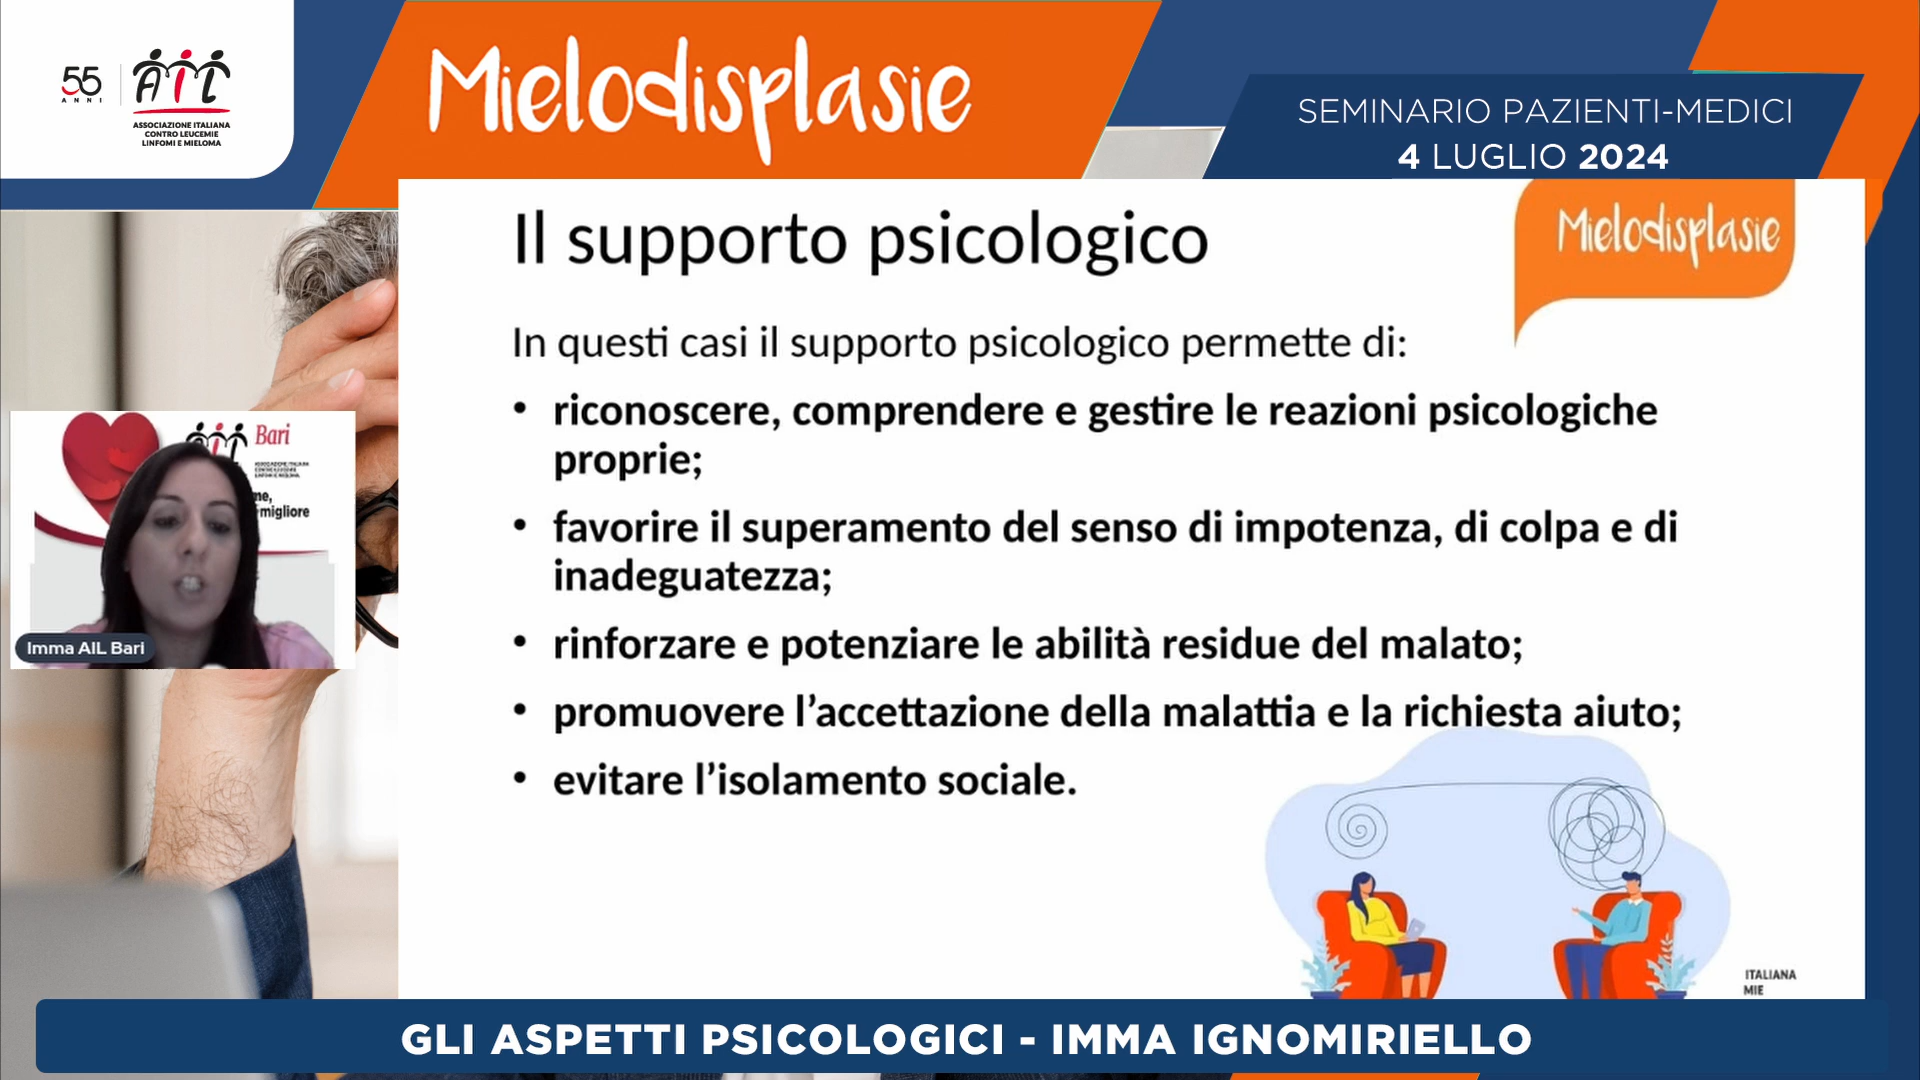 55
ANNI
AIL
ASSOCIAZIONE ITALIANA
CONTRO LEUCEMIE
LINFOMI E MIELOMA
Mielodisplasie
SEMINARIO PAZIENTI-MEDICI
4 LUGLIO 2024
Il supporto psicologico
Mielodisplasie
In questi casi il supporto psicologico permette di:
• riconoscere, comprendere e gestire le reazioni psicologiche
proprie;
• favorire il superamento del senso di impotenza, di colpa e di
inadeguatezza;
• rinforzare e potenziare le abilità residue del malato;
• promuovere l’accettazione della malattia e la richiesta aiuto;
• evitare l’isolamento sociale.
Bari
migliore
Imma AIL Bari
ITALIANA
MIE
GLI ASPETTI PSICOLOGICI - IMMA IGNOMIRIELLO